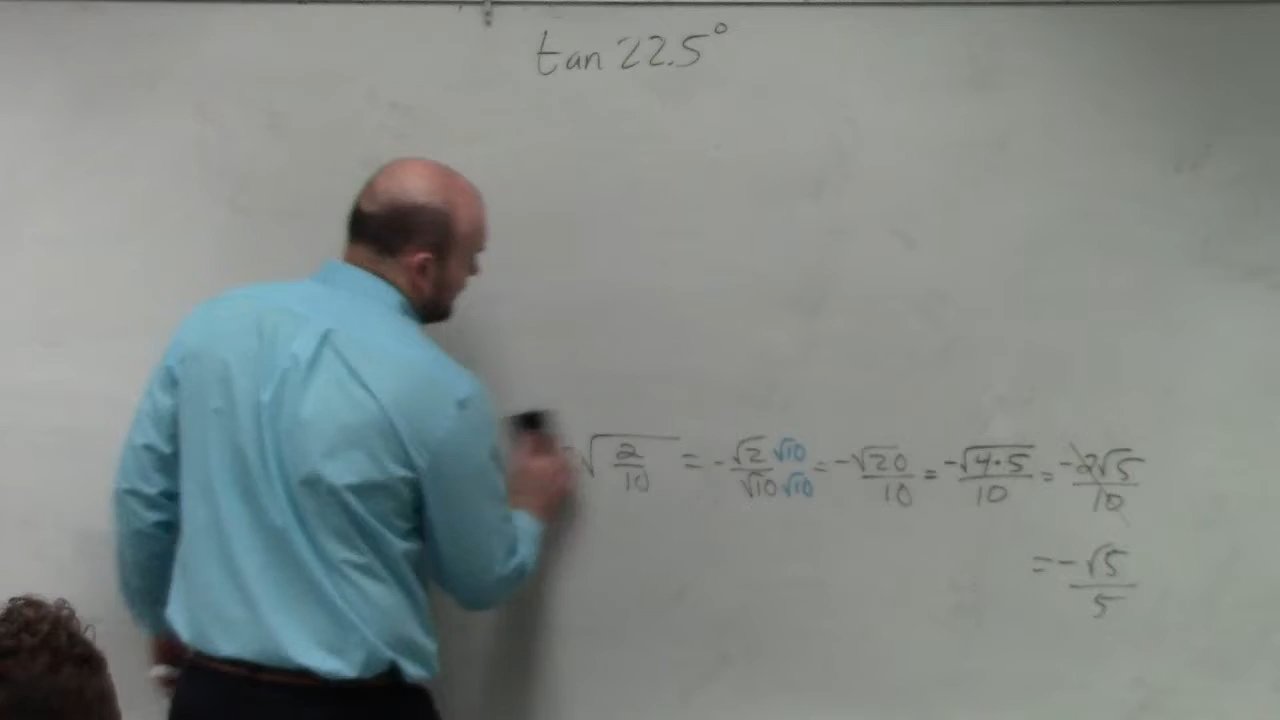 tan 22.5°
√2/10 = -√2√10/√10√10 = -√20/10 = -√4•5/10 = -2√5/10
= -√5/5